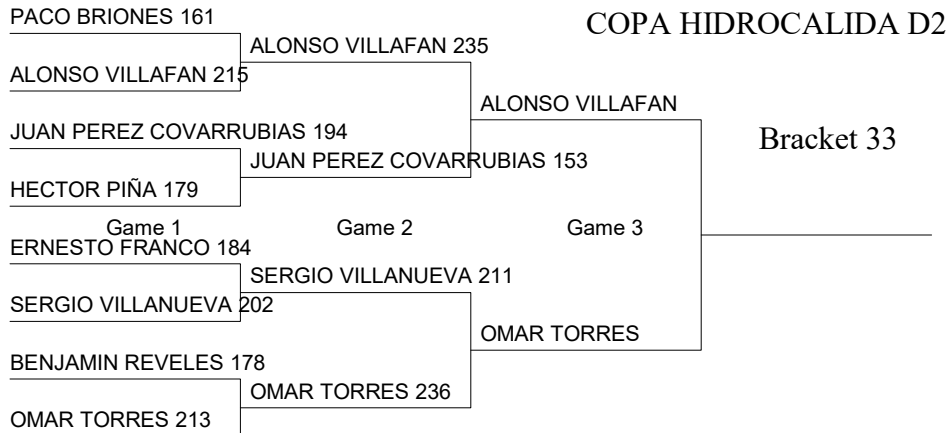 PACO BRIONES 161
COPA HIDROCALIDA D2
ALONSO VILLAFAN 235
ALONSO VILLAFAN 215
ALONSO VILLAFAN
JUAN PEREZ COVARRUBIAS 194
Bracket 33
JUAN PEREZ COVARRUBIAS 153
HECTOR PIÑA 179
Game 1
Game 2
Game 3
ERNESTO FRANCO 184
SERGIO VILLANUEVA 211
SERGIO VILLANUEVA 202
OMAR TORRES
BENJAMIN REVELES 178
OMAR TORRES 236
OMAR TORRES 213